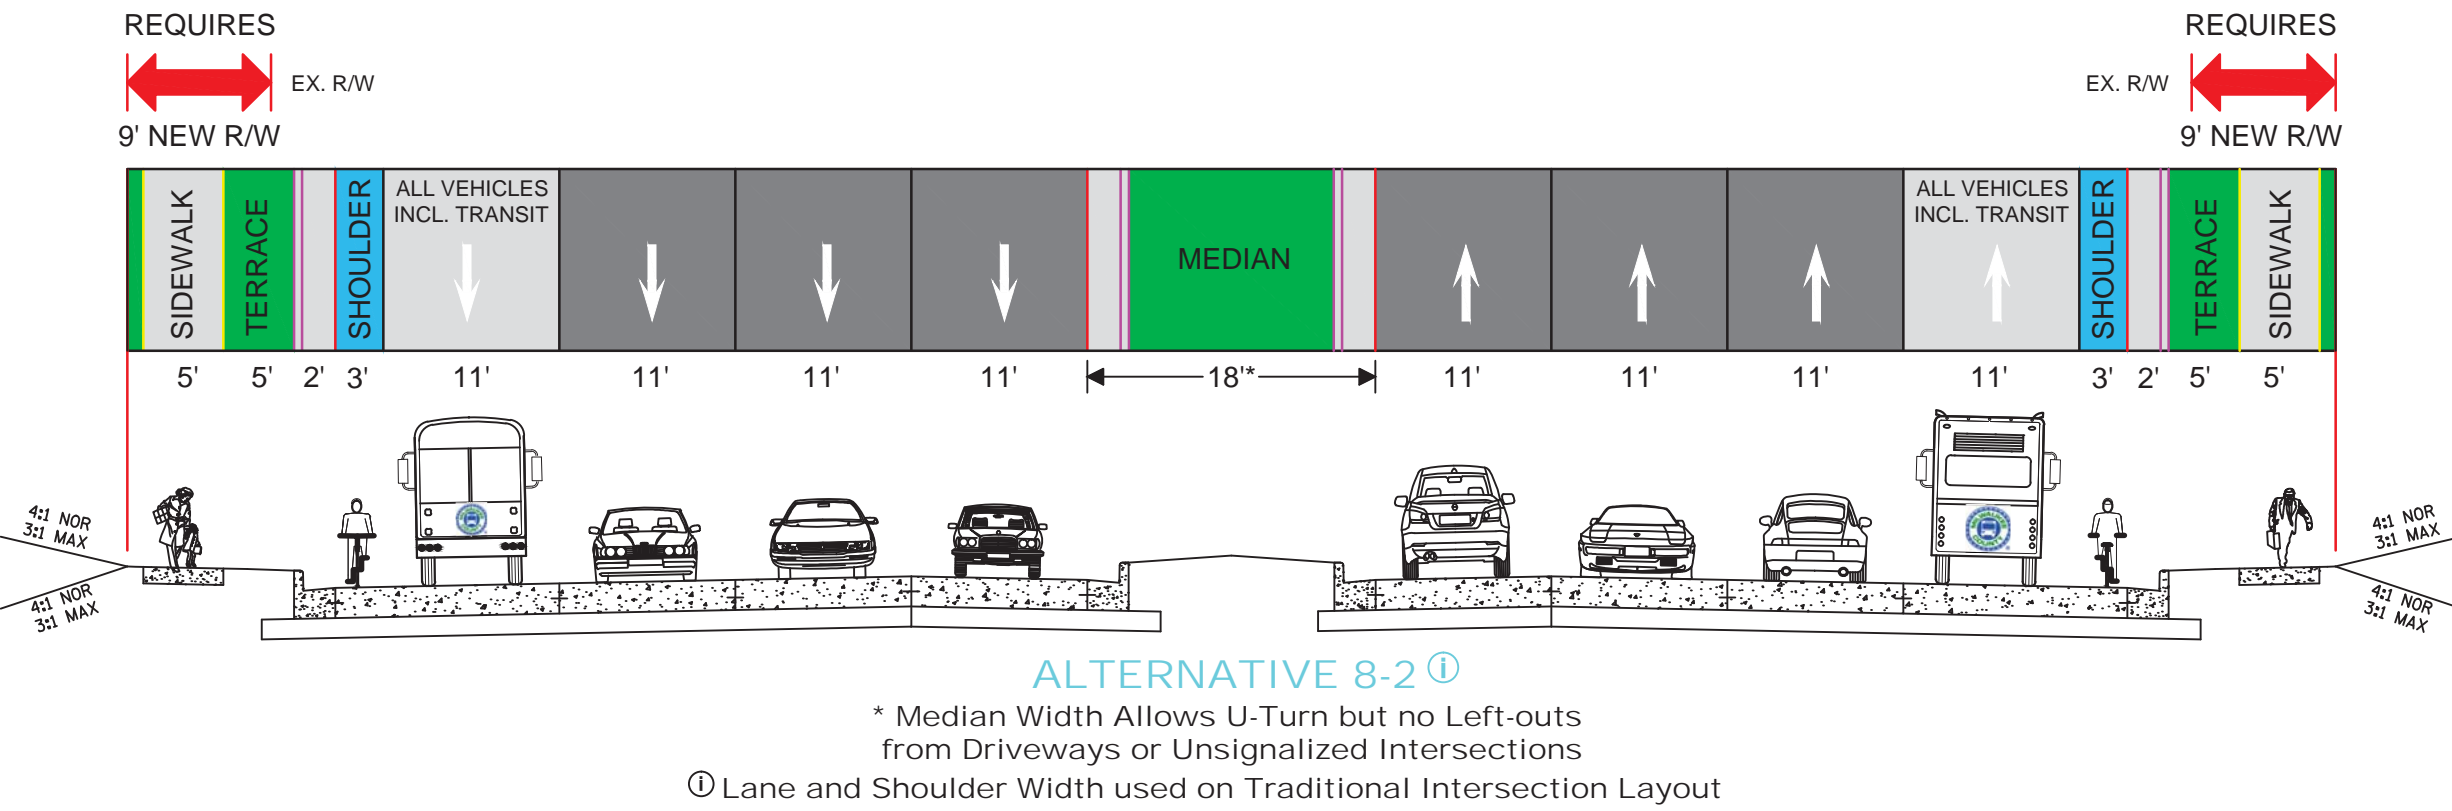 REQUIRES
REQUIRES
EX. R/W
EX. R/W
9' NEW R/W
9' NEW R/W
SIDEWALK
TERRACE
SHOULDER
ALL VEHICLES
INCL. TRANSIT
MEDIAN
ALL VEHICLES
INCL. TRANSIT
SHOULDER
TERRACE
SIDEWALK
5' 5' 2' 3' 11' 11' 11' 11' 18'* 11' 11' 11' 11' 3' 2' 5' 5'
4:1 NOR
3:1 MAX
4:1 NOR
3:1 MAX
4:1 NOR
3:1 MAX
4:1 NOR
3:1 MAX
ALTERNATIVE 8-2 ⓘ
* Median Width Allows U-Turn but no Left-outs
from Driveways or Unsignalized Intersections
ⓘ Lane and Shoulder Width used on Traditional Intersection Layout